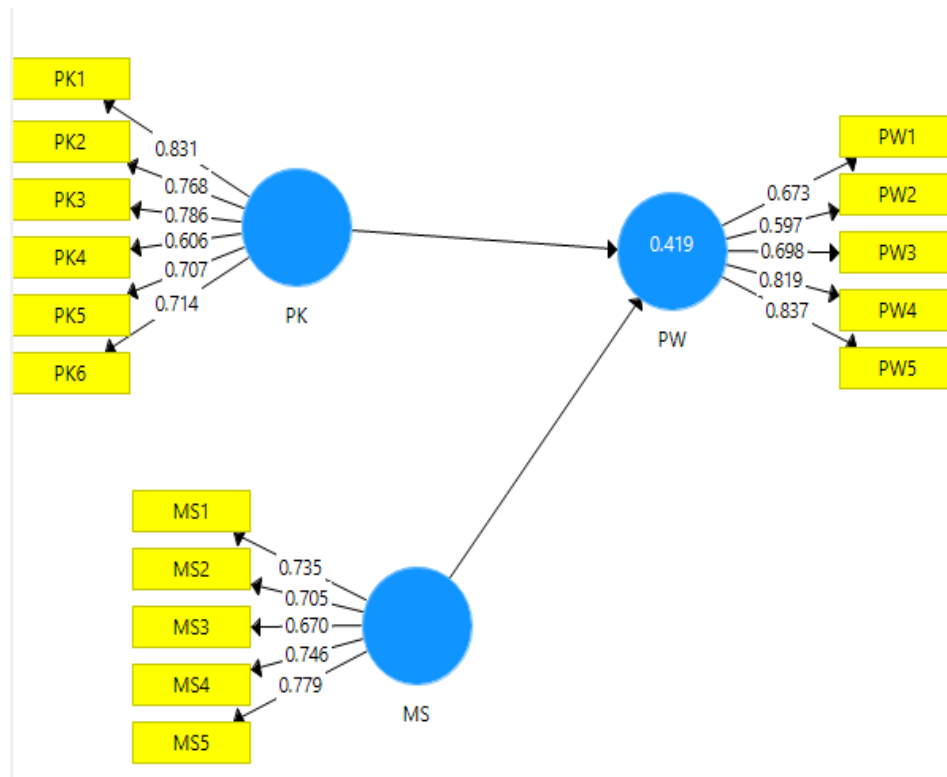 PK1
PK2
PK3
PK4
PK5
PK6
0.831
0.768
0.786
0.606
0.707
0.714
PK
0.419
PW
0.673
0.597
0.698
0.819
0.837
PW1
PW2
PW3
PW4
PW5
MS1
MS2
MS3
MS4
MS5
0.735
0.705
0.670
0.746
0.779
MS